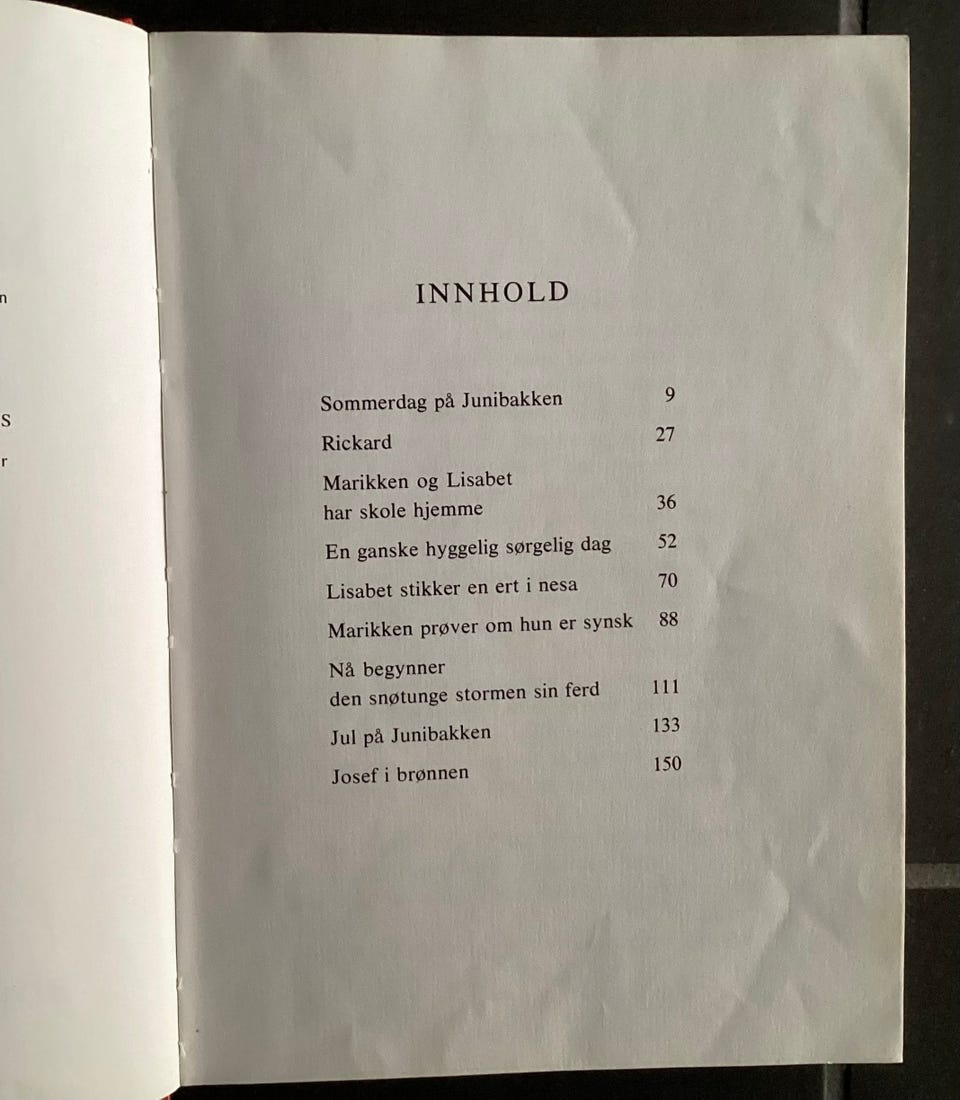 n
S
r
INNHOLD
Sommerdag på Junibakken 9
Rickard 27
Marikken og Lisabet
har skole hjemme 36
En ganske hyggelig sørgelig dag 52
Lisabet stikker en ert i nesa 70
Marikken prøver om hun er synsk 88
Nå begynner
den snøtunge stormen sin ferd 111
Jul på Junibakken 133
Josef i brønnen 150